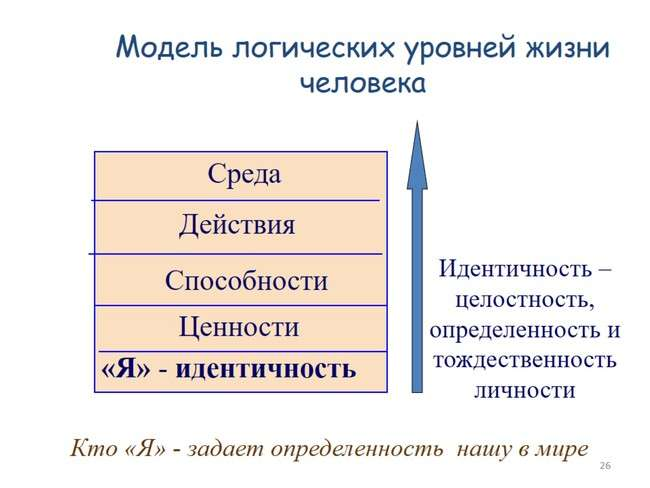 Модель логических уровней жизни
человека
Среда
Действия
Способности
Ценности
«Я» - идентичность
Идентичность –
целостность,
определенность и
тождественность
личности
Кто «Я» - задает определенность нашу в мире
26